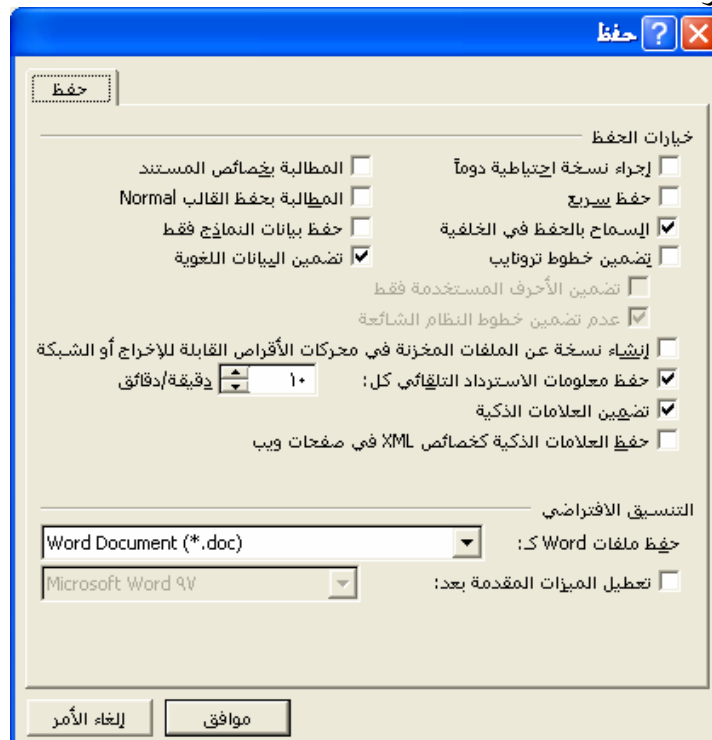 حفظ
حفظ
خيارات الحفظ
إجراء نسخة احتياطية دوماً المطالبة بخصائص المستند
حفظ سريع المطالبة بحفظ القالب Normal
السماح بالحفظ في الخلفية حفظ بيانات النماذج فقط
تضمين خطوط تروتايب تضمين البيانات اللغوية
تضمين الأحرف المستخدمة فقط
عدم تضمين خطوط النظام الشائعة
إنشاء نسخة عن الملفات المخزنة في محركات الأقراص القابلة للإخراج أو الشبكة
حفظ معلومات الاسترداد التلقائي كل: ١٠ دقيقة/دقائق
تضمين العلامات الذكية
حفظ العلامات الذكية كخصائص XML في صفحات ويب
التنسيق الافتراضي
حفظ ملفات Word كـ: Word Document (*.doc)
تعطيل الميزات المقدمة بعد: Microsoft Word ٩٧
موافق إلغاء الأمر